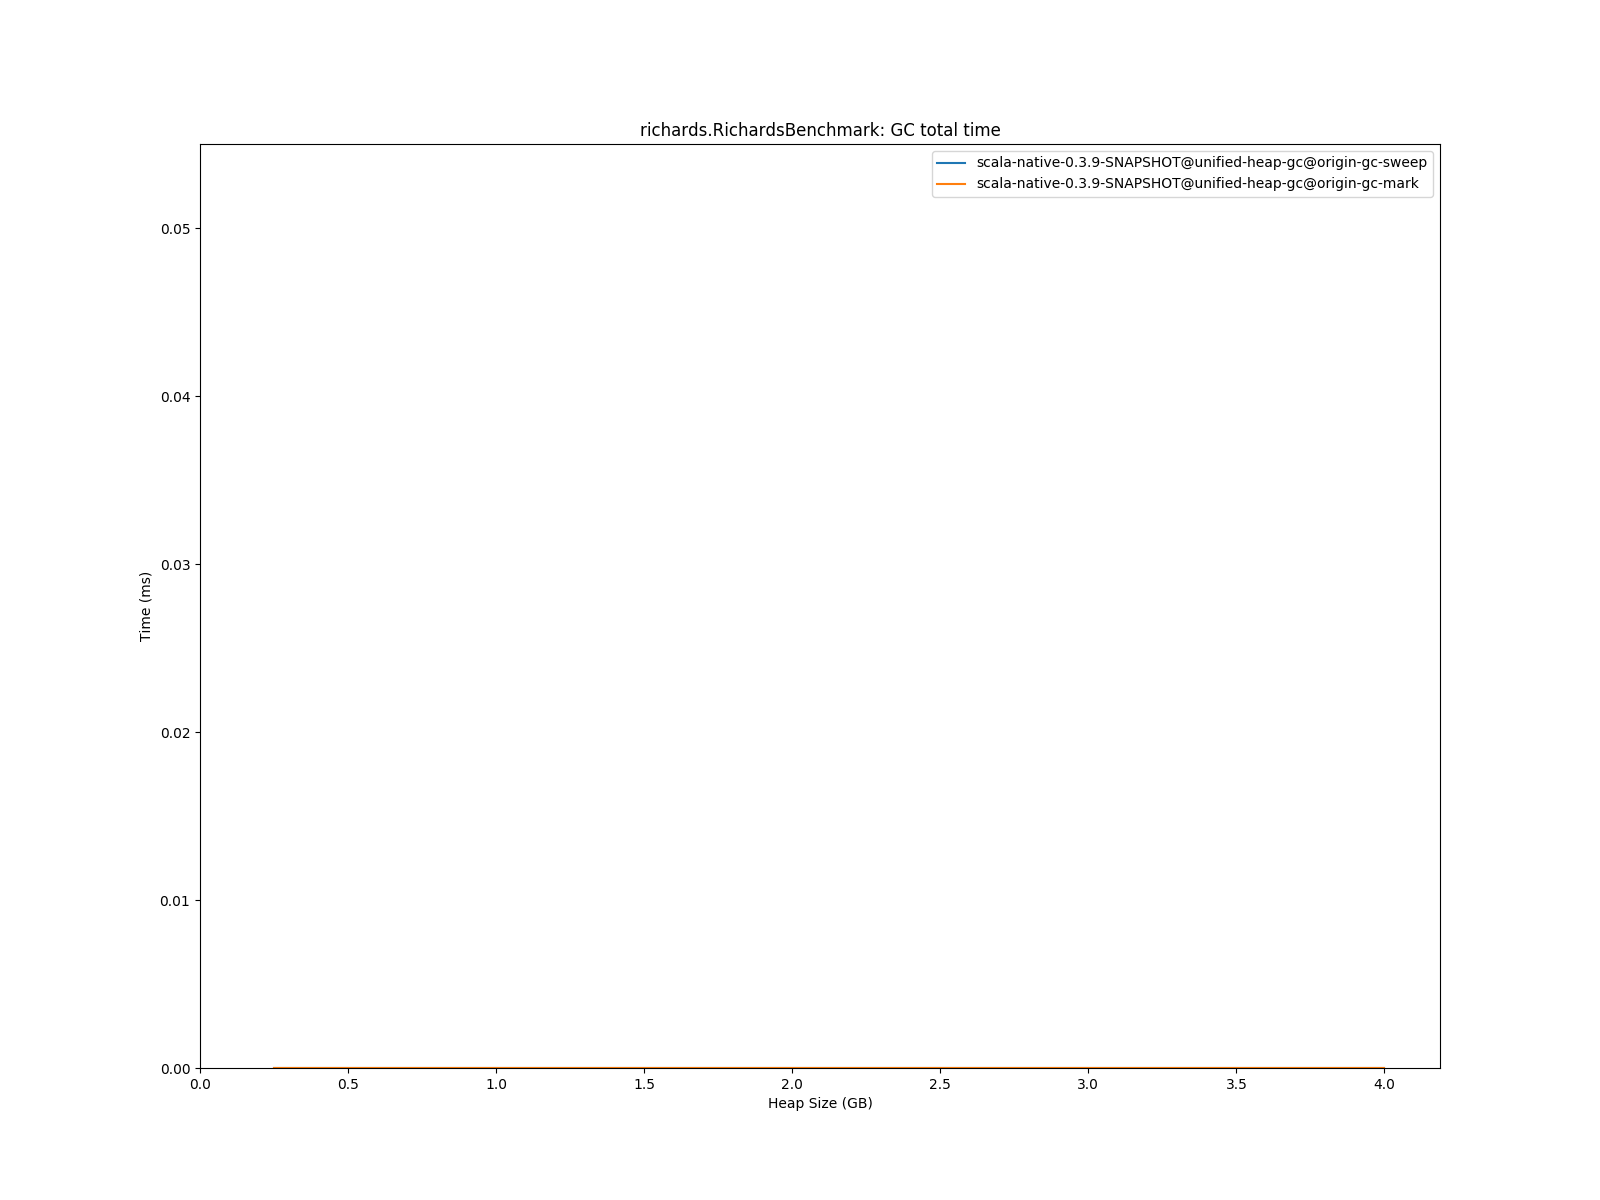 richards.RichardsBenchmark: GC total time
scala-native-0.3.9-SNAPSHOT@unified-heap-gc@origin-gc-sweep
scala-native-0.3.9-SNAPSHOT@unified-heap-gc@origin-gc-mark
0.05
0.04
0.03
0.02
0.01
0.00
Time (ms)
0.0 0.5 1.0 1.5 2.0 2.5 3.0 3.5 4.0
Heap Size (GB)